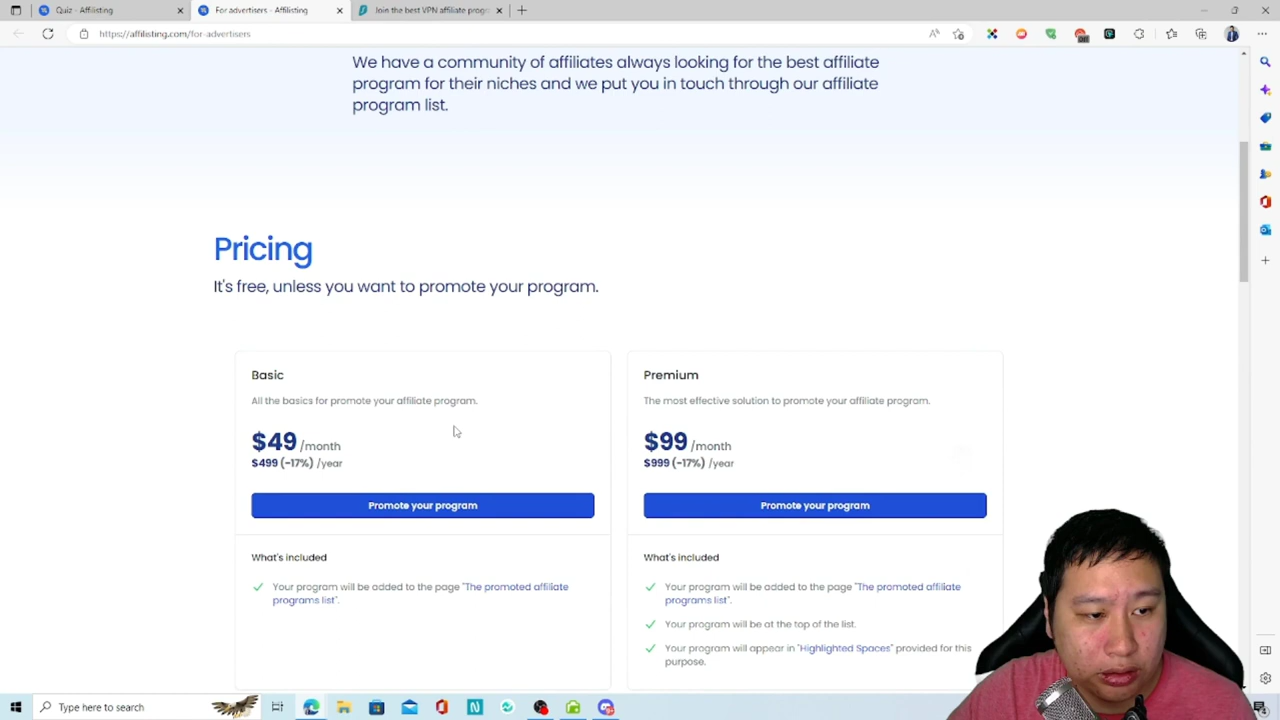 Quiz - Affilisting
For advertisers - Affilisting
Join the best VPN affiliate prog
https://affilisting.com/for-advertisers
We have a community of affiliates always looking for the best affiliate
program for their niches and we put you in touch through our affiliate
program list.
Pricing
It's free, unless you want to promote your program.
Basic
All the basics for promote your affiliate program.
$49 /month
$499 (-17%) /year
Promote your program
What's included
Your program will be added to the page "The promoted affiliate
programs list".
Premium
The most effective solution to promote your affiliate program.
$99 /month
$999 (-17%) /year
Promote your program
What's included
Your program will be added to the page "The promoted affiliate
programs list".
Your program will be at the top of the list.
Your program will appear in "Highlighted Spaces" provided for this
purpose.
Type here to search